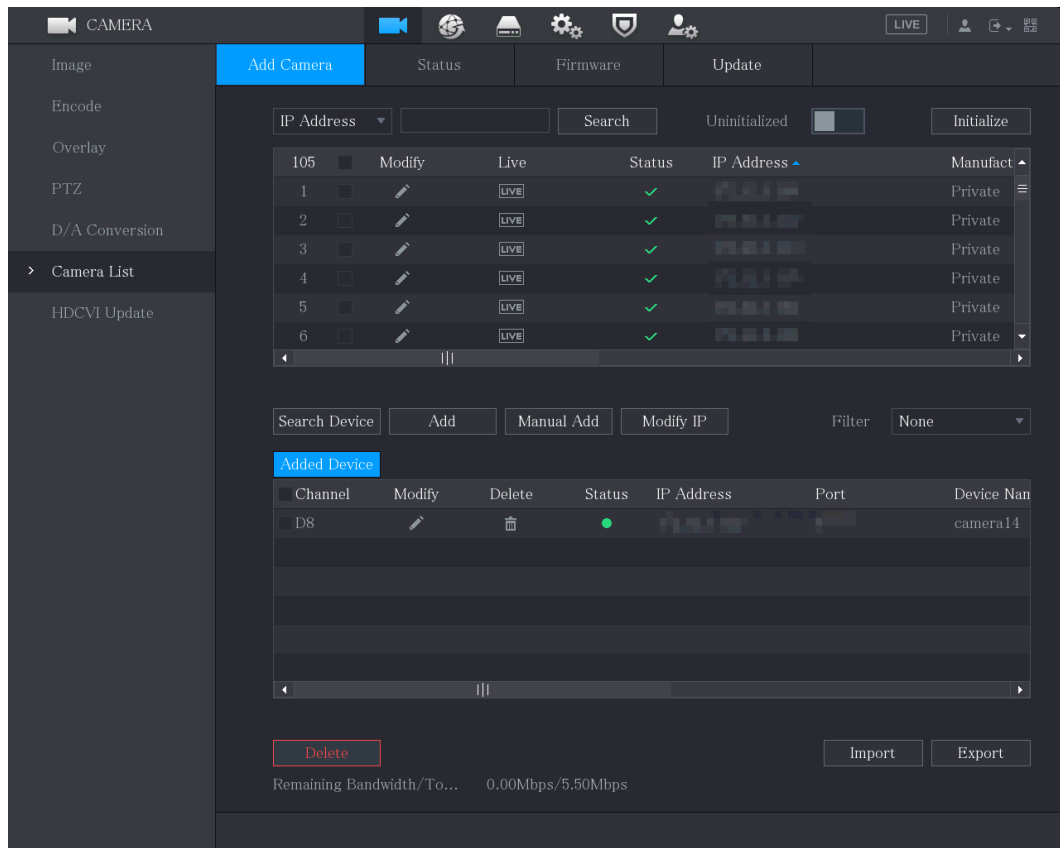 CAMERA LIVE
Image
Encode
Overlay
PTZ
D/A Conversion
Camera List
HDCVI Update
Add Camera Status Firmware Update
IP Address Search Uninitialized Initialize
105 Modify Live Status IP Address Manufact
1 LIVE Private
2 LIVE Private
3 LIVE Private
4 LIVE Private
5 LIVE Private
6 LIVE Private
Search Device Add Manual Add Modify IP Filter None
Added Device
Channel Modify Delete Status IP Address Port Device Nam
D8 camera14
Delete Import Export
Remaining Bandwidth/To... 0.00Mbps/5.50Mbps